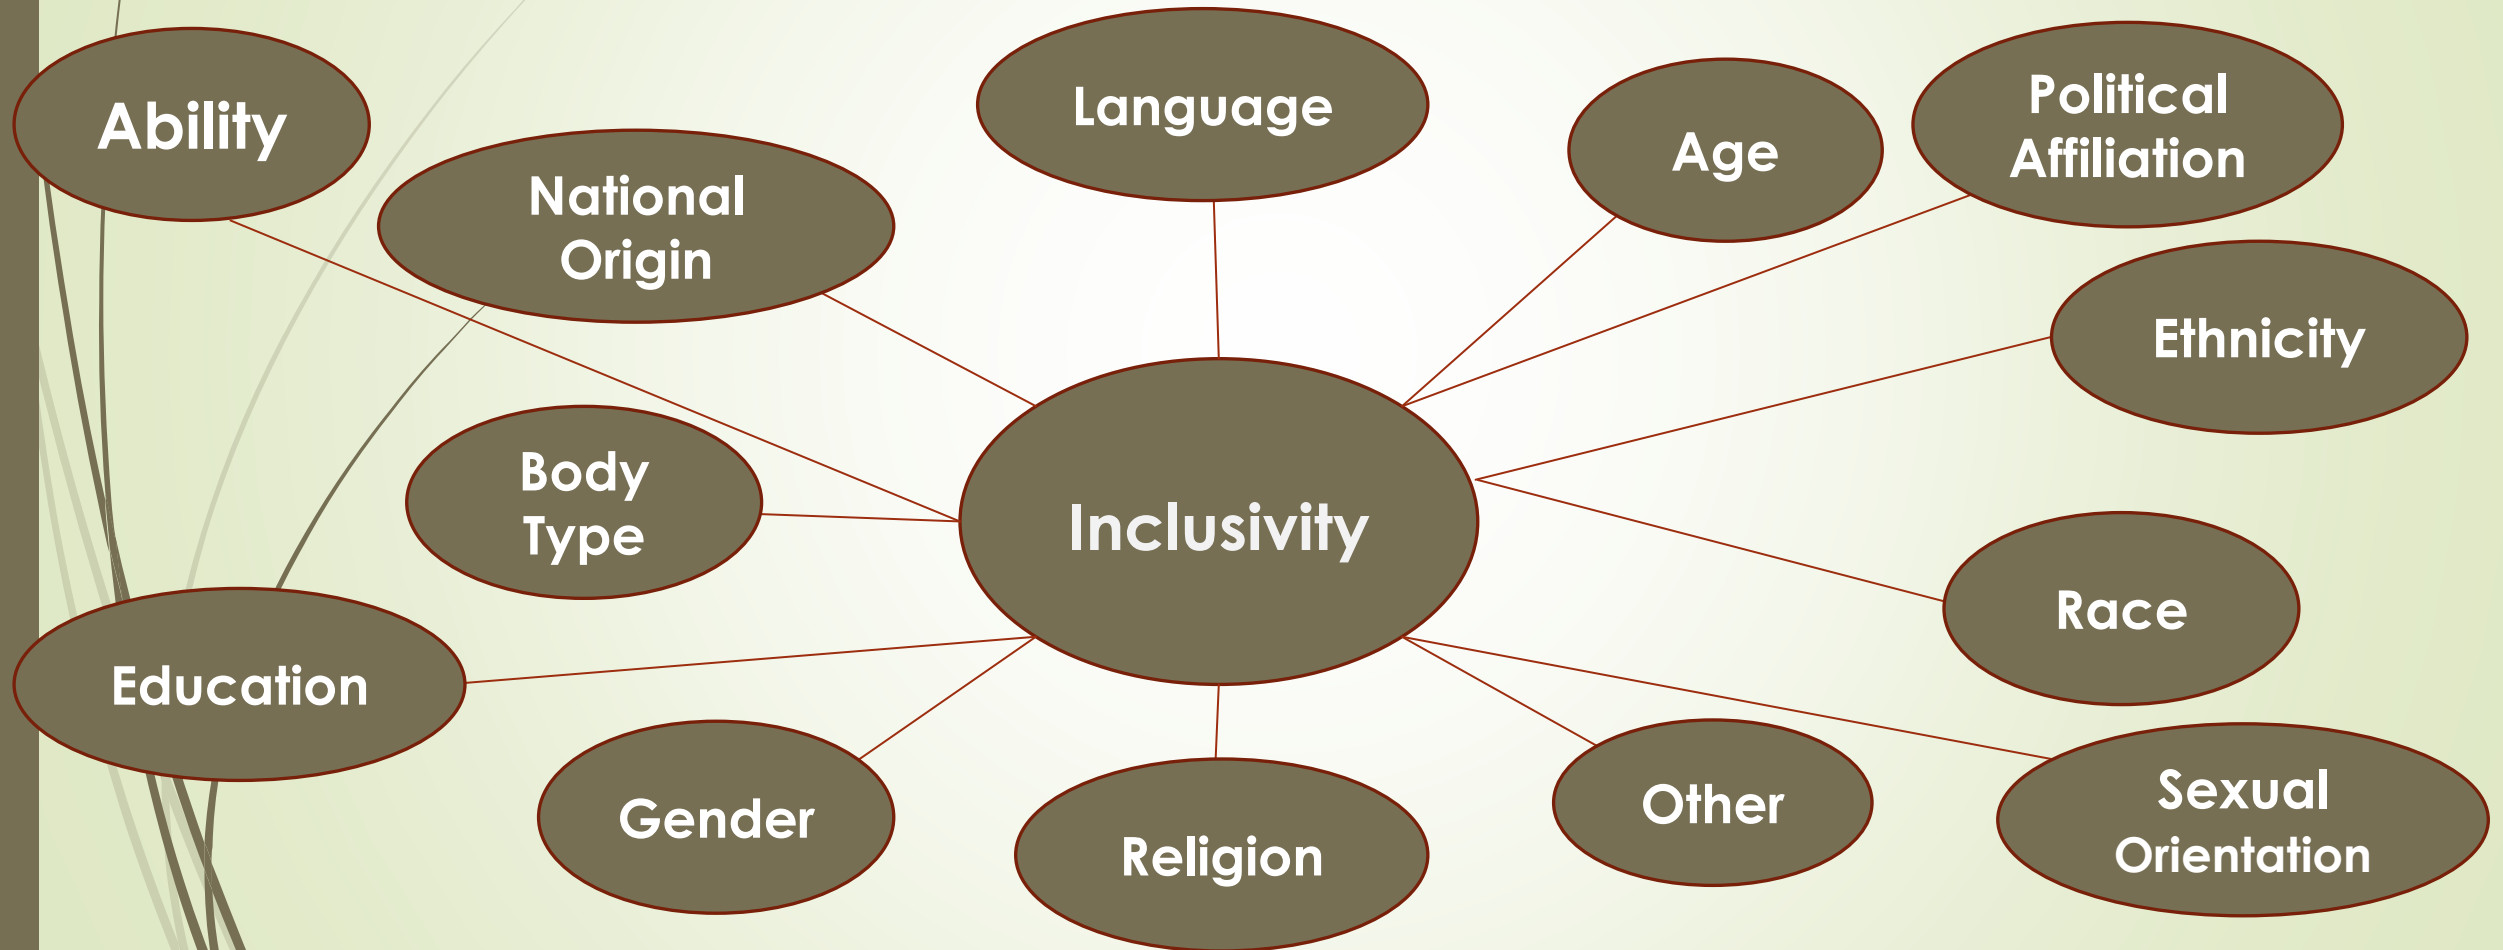 Ability
National
Origin
Language
Age
Political
Affiliation
Ethnicity
Body
Type
Inclusivity
Race
Education
Gender
Religion
Other
Sexual
Orientation